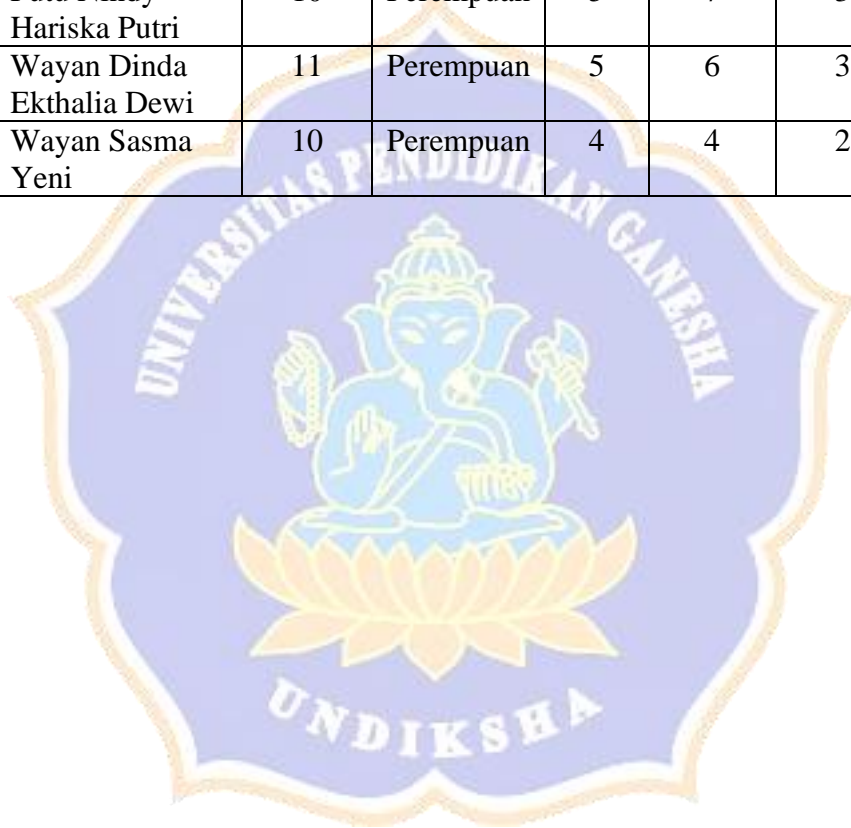 Hariska Putri
Wayan Dinda 11 Perempuan 5 6 3
Ekthalia Dewi
Wayan Sasma 10 Perempuan 4 4 2
Yeni
UNIVERSITAS PENDIDIKAN GANESHA
UNDIKSHA